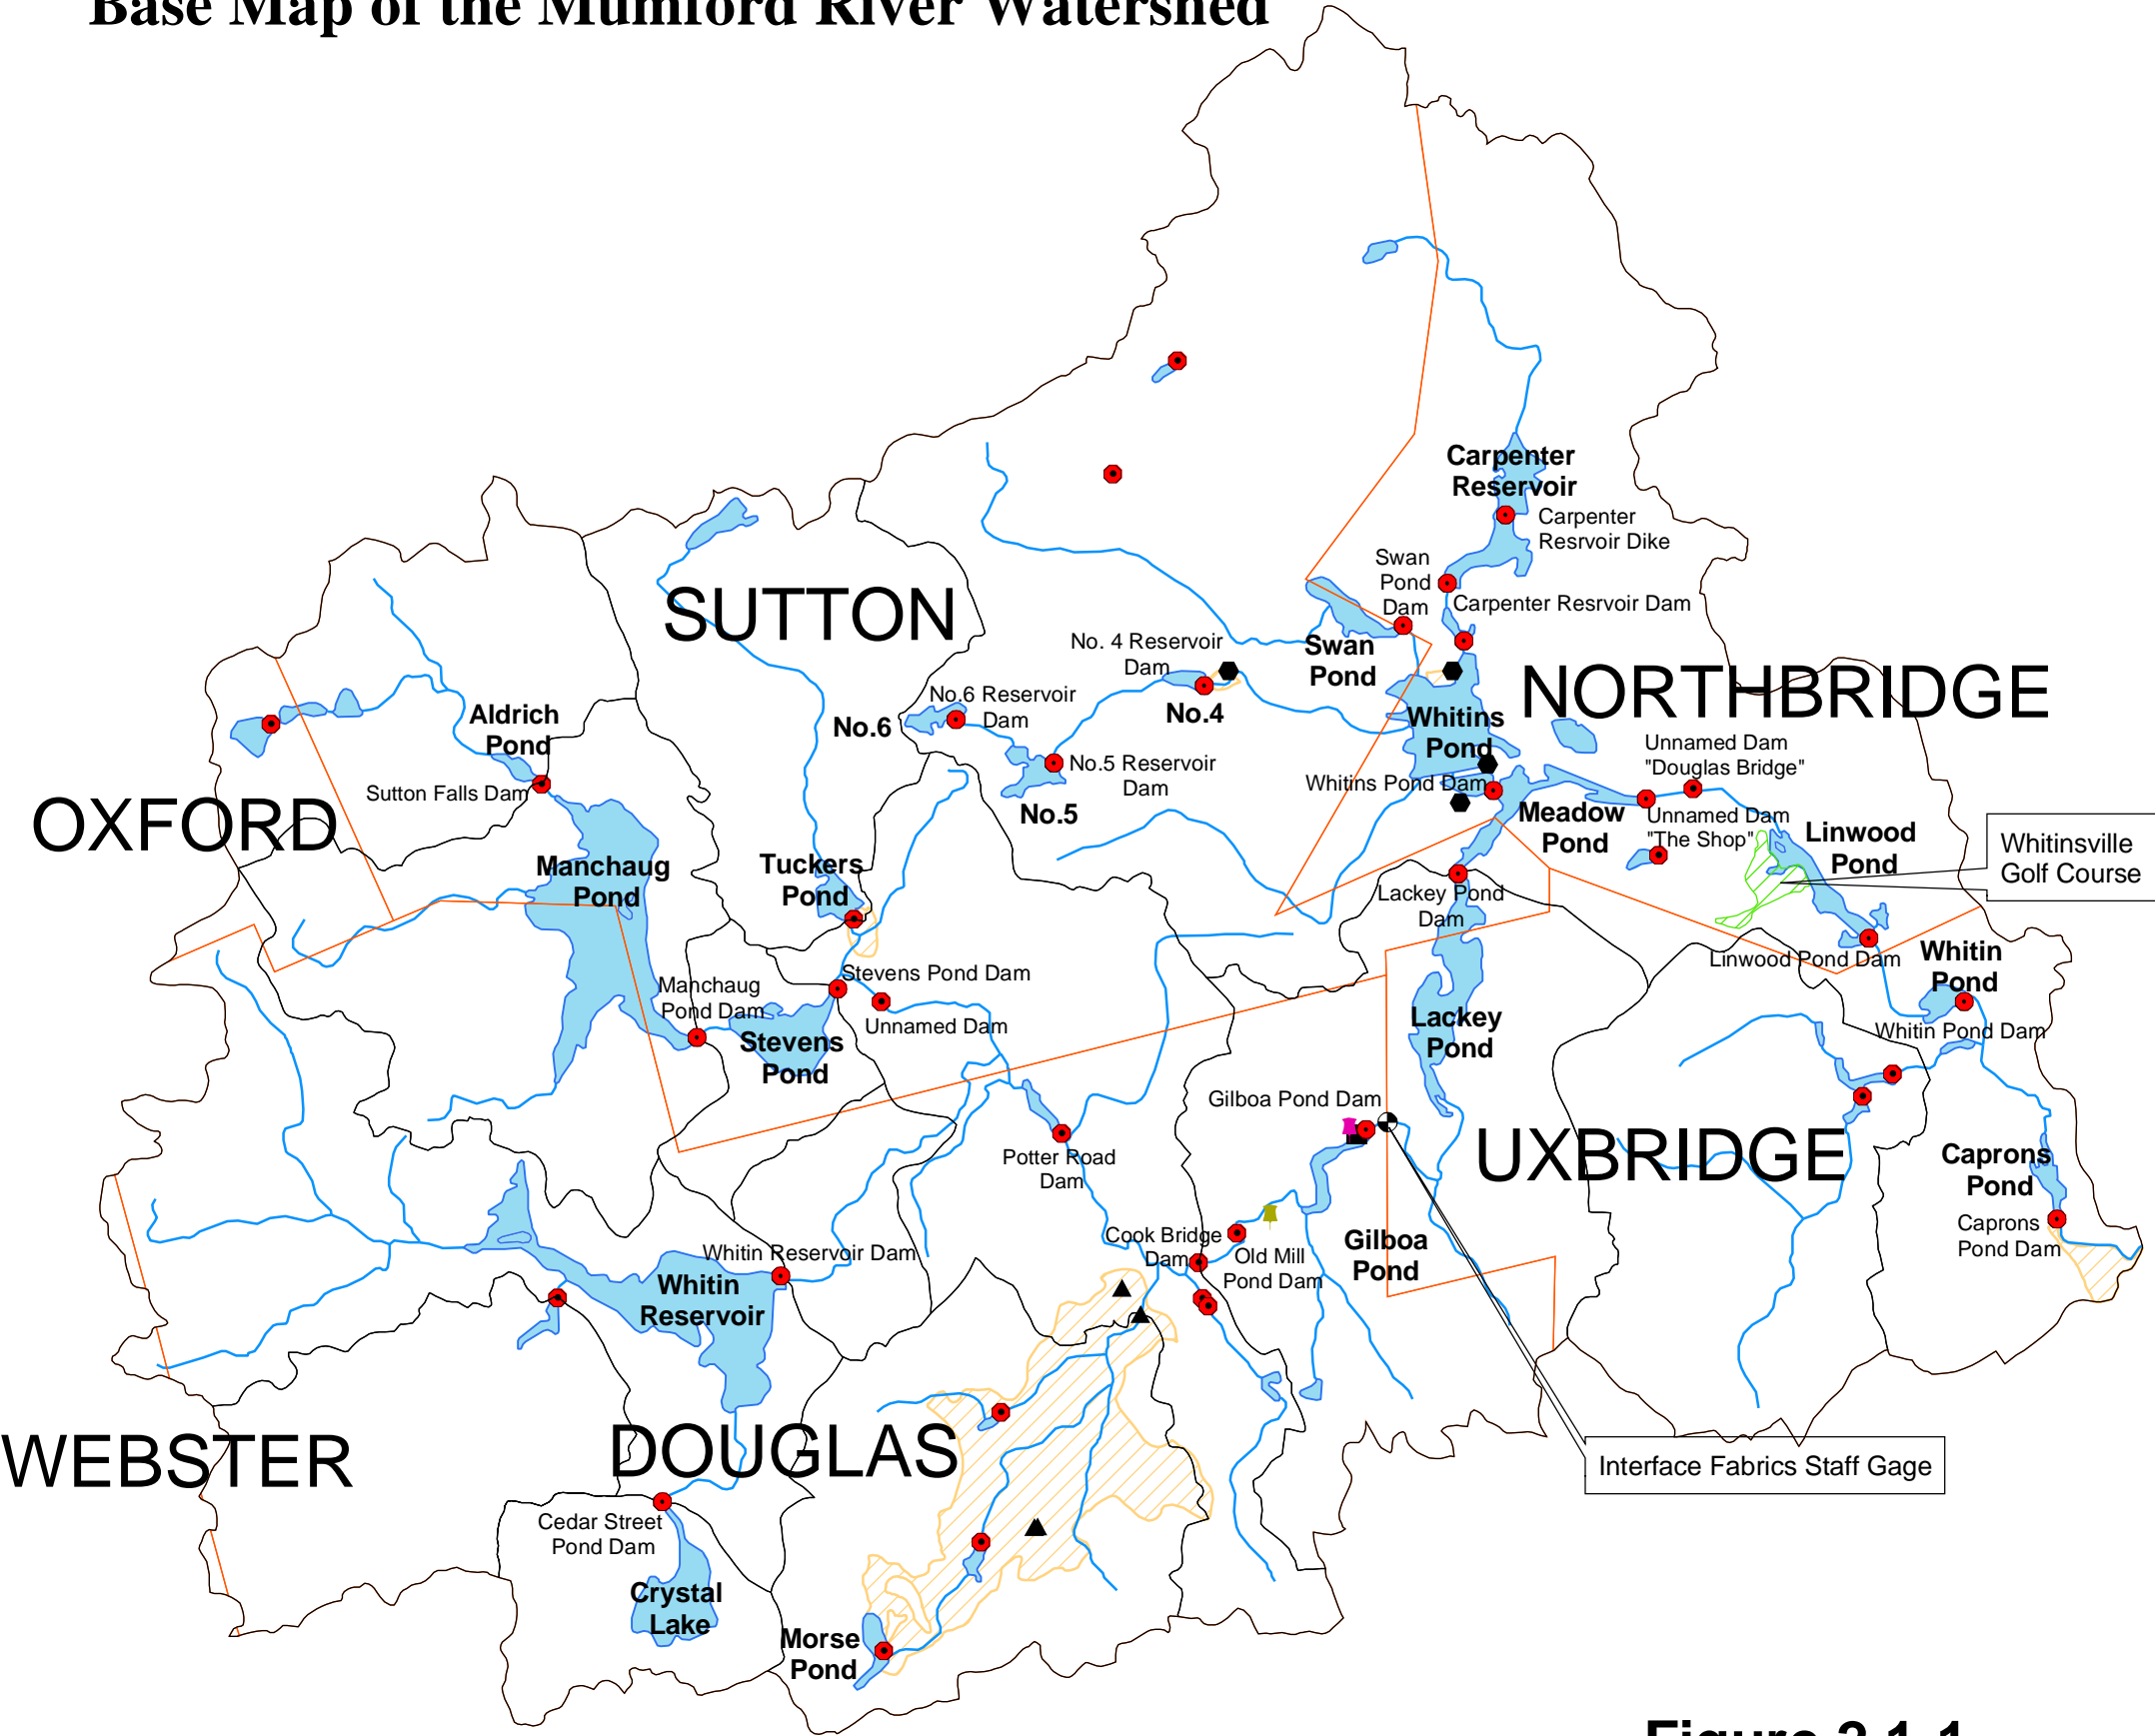 Base Map of the Mumford River Watershed
Carpenter
Reservoir
Carpenter
Resrvoir Dike
Swan
Pond
Dam
Carpenter Resrvoir Dam
SUTTON
No. 4 Reservoir
Dam
Swan
Pond
NORTHBRIDGE
No.6 Reservoir
Dam
No.6
No.4
Aldrich
Pond
Whitins
Pond
Unnamed Dam
"Douglas Bridge"
No.5 Reservoir
Dam
No.5
Sutton Falls Dam
Whitins Pond Dam
OXFORD
Meadow
Pond
Unnamed Dam
"The Shop"
Linwood
Pond
Whitinsville
Golf Course
Manchaug
Pond
Tuckers
Pond
Lackey Pond
Dam
Linwood Pond Dam
Whitin
Pond
Manchaug
Pond Dam
Stevens Pond Dam
Unnamed Dam
Stevens
Pond
Lackey
Pond
Whitin Pond Dam
Gilboa Pond Dam
UXBRIDGE
Potter Road
Dam
Caprons
Pond
Caprons
Pond Dam
Cook Bridge
Dam
Old Mill
Pond Dam
Gilboa
Pond
Whitin Reservoir Dam
Whitin
Reservoir
DOUGLAS
WEBSTER
Interface Fabrics Staff Gage
Cedar Street
Pond Dam
Crystal
Lake
Morse
Pond
Figure 2.1-1